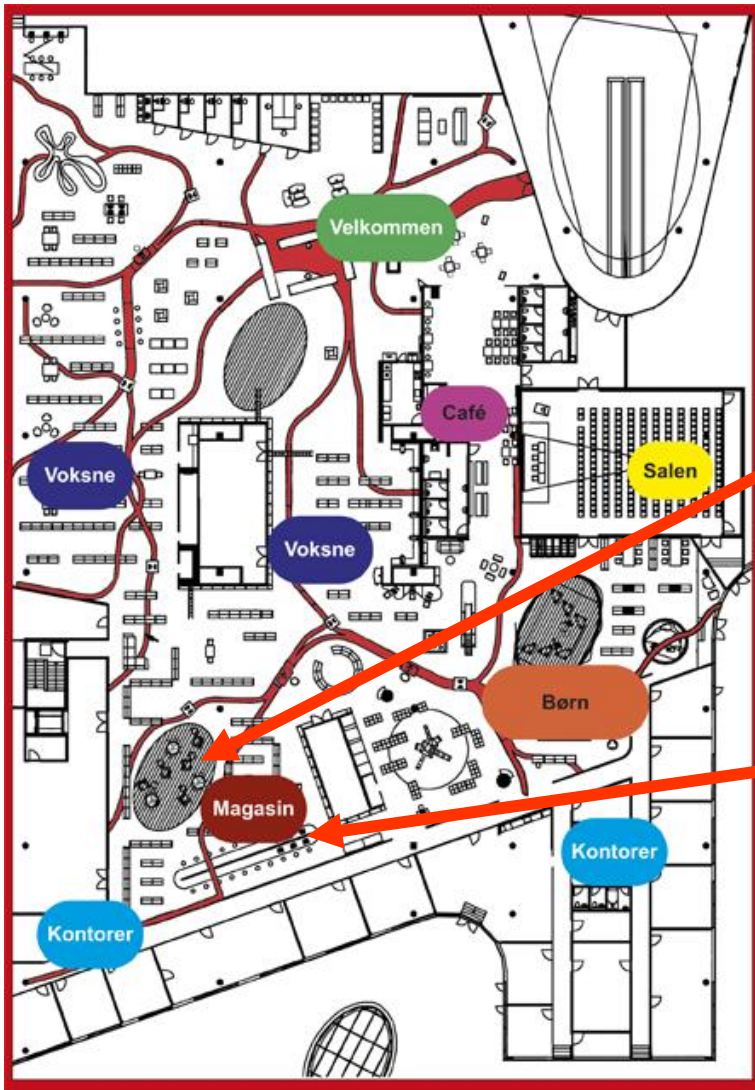 Velkommen
Café
Voksne
Salen
Voksne
Børn
Magasin
Kontorer
Kontorer